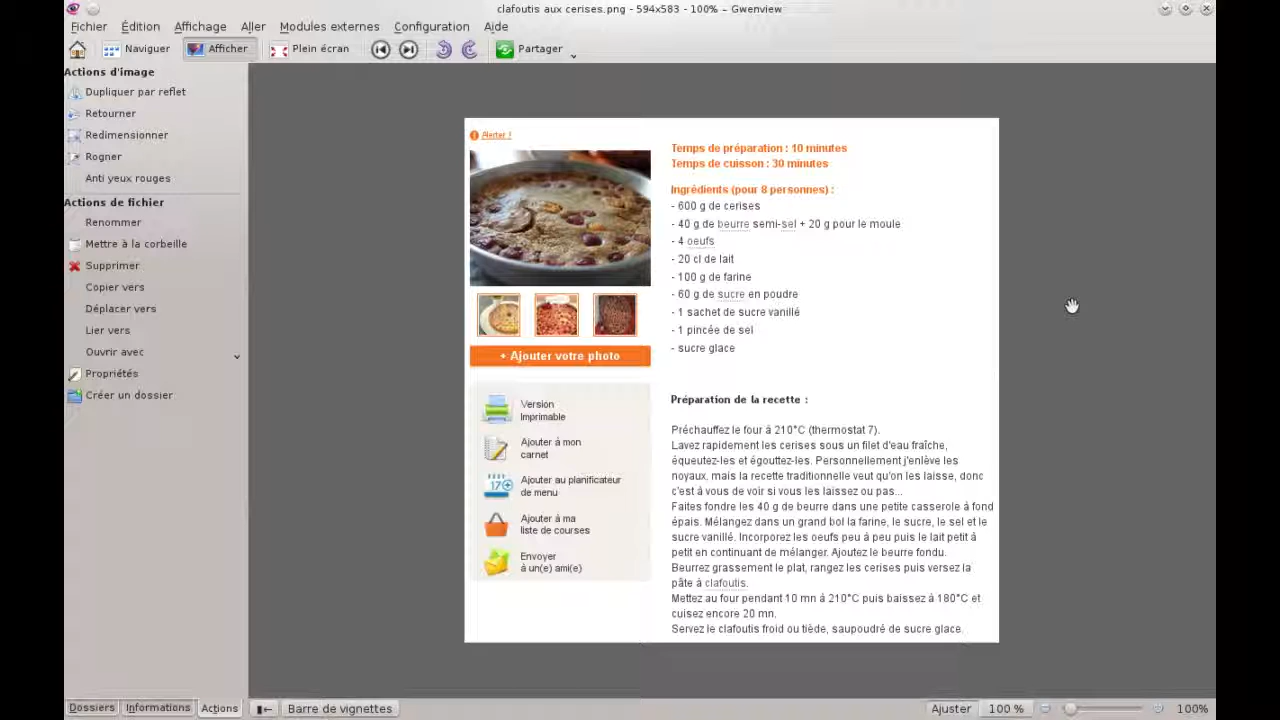 clafoutis aux cerises.png - 594x583 - 100% – Gwenview
Fichier Édition Affichage Aller Modules externes Configuration Aide
Naviguer Afficher Plein écran Partager
Actions d'image
Dupliquer par reflet
Retourner
Redimensionner
Rogner
Anti yeux rouges
Actions de fichier
Renommer
Mettre à la corbeille
Supprimer
Copier vers
Déplacer vers
Lier vers
Ouvrir avec
Propriétés
Créer un dossier
Alerter !
+ Ajouter votre photo
Version
Imprimable
Ajouter à mon
carnet
17
Ajouter au planificateur
de menu
Ajouter à ma
liste de courses
Envoyer
à un(e) ami(e)
Temps de préparation : 10 minutes
Temps de cuisson : 30 minutes
Ingrédients (pour 8 personnes) :
- 600 g de cerises
- 40 g de beurre semi-sel + 20 g pour le moule
- 4 oeufs
- 20 cl de lait
- 100 g de farine
- 60 g de sucre en poudre
- 1 sachet de sucre vanillé
- 1 pincée de sel
- sucre glace
Préparation de la recette :
Préchauffez le four à 210°C (thermostat 7).
Lavez rapidement les cerises sous un filet d'eau fraîche,
équeutez-les et égouttez-les. Personnellement j'enlève les
noyaux, mais la recette traditionnelle veut qu'on les laisse, donc
c'est à vous de voir si vous les laissez ou pas...
Faites fondre les 40 g de beurre dans une petite casserole à fond
épais. Mélangez dans un grand bol la farine, le sucre, le sel et le
sucre vanillé. Incorporez les oeufs peu à peu puis le lait petit à
petit en continuant de mélanger. Ajoutez le beurre fondu.
Beurrez grassement le plat, rangez les cerises puis versez la
pâte à clafoutis.
Mettez au four pendant 10 mn à 210°C puis baissez à 180°C et
cuisez encore 20 mn.
Servez le clafoutis froid ou tiède, saupoudré de sucre glace.
Dossiers Informations Actions Barre de vignettes Ajuster 100 % 100%